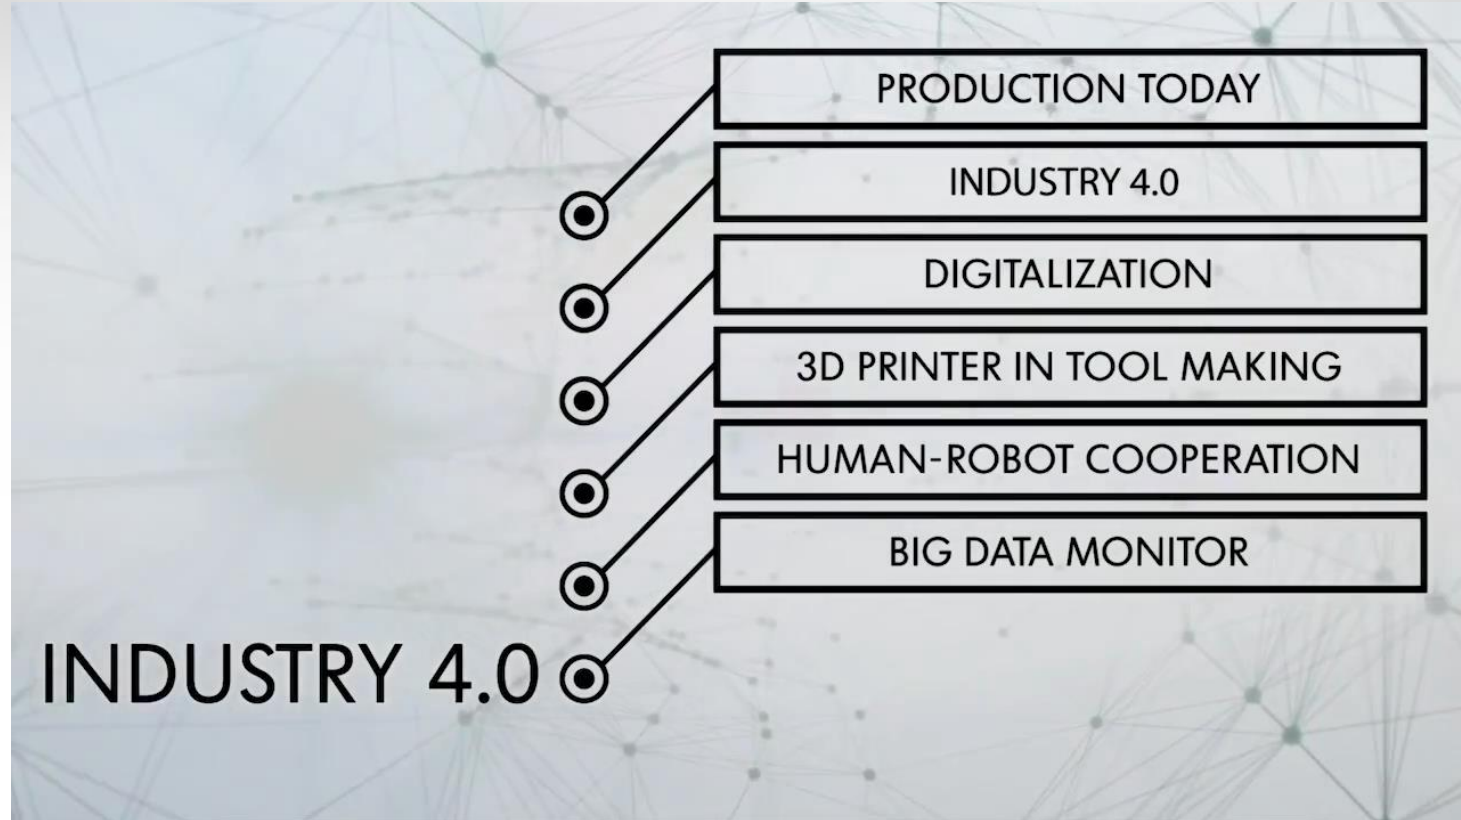 PRODUCTION TODAY
INDUSTRY 4.0
DIGITALIZATION
3D PRINTER IN TOOL MAKING
HUMAN-ROBOT COOPERATION
BIG DATA MONITOR
INDUSTRY 4.0